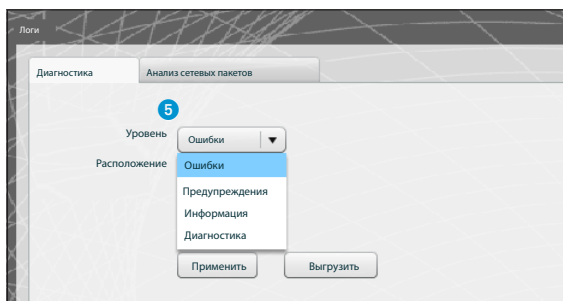 Логи
Диагностика
Анализ сетевых пакетов
5
Уровень
Ошибки
Расположение
Ошибки
Предупреждения
Информация
Диагностика
Применить
Выгрузить